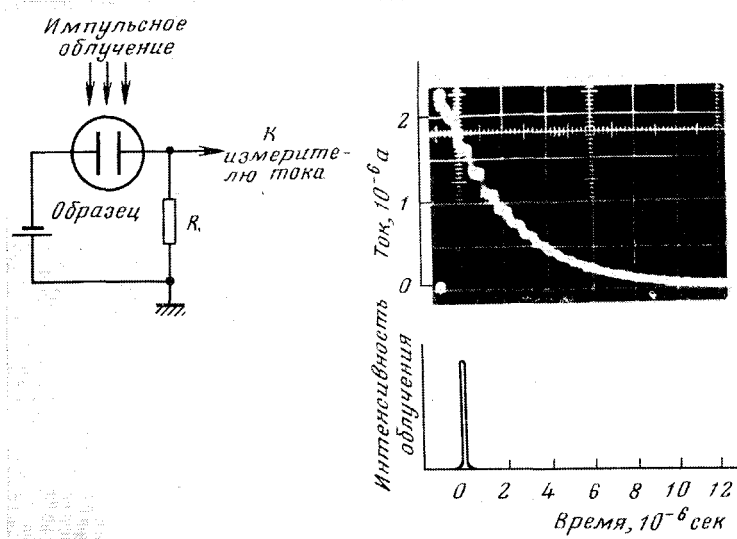 Импульсное
облучение
К
измерите-
лю тока
Образец
R
Ток, 10⁻⁶ а
2
1
0
Интенсивность
облучения
0 2 4 6 8 10 12
Время, 10⁻⁶ сек